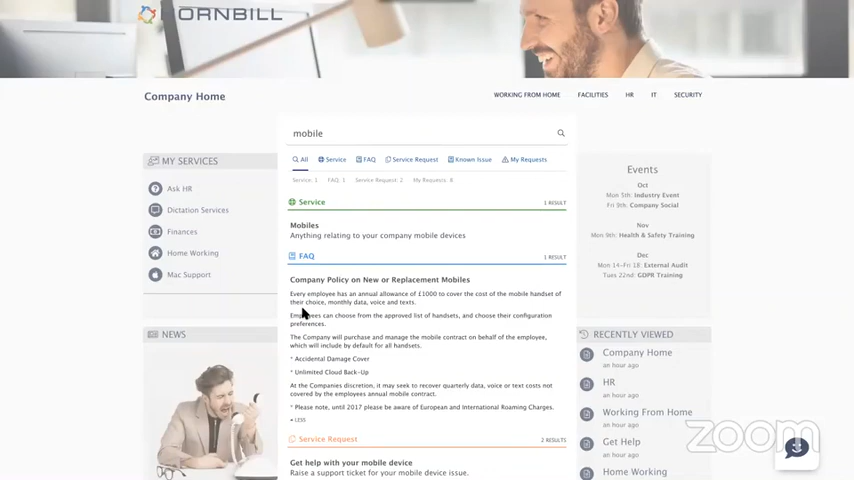 HORNBILL
Company Home
WORKING FROM HOME
FACILITIES
HR
IT
SECURITY
mobile
All
Service
FAQ
Service Request
Known Issue
My Requests
Service: 1
FAQ: 1
Service Request: 2
My Requests: 8
MY SERVICES
Ask HR
Dictation Services
Finances
Home Working
Mac Support
NEWS
Service
1 RESULT
Mobiles
Anything relating to your company mobile devices
FAQ
1 RESULT
Company Policy on New or Replacement Mobiles
Every employee has an annual allowance of £1000 to cover the cost of the mobile handset of
their choice, monthly data, voice and texts.
Employees can choose from the approved list of handsets, and choose their configuration
preferences.
The Company will purchase and manage the mobile contract on behalf of the employee,
which will include by default for all handsets.
* Accidental Damage Cover
* Unlimited Cloud Back-Up
At the Companies discretion, it may seek to recover quarterly data, voice or text costs not
covered by the employees annual mobile contract.
* Please note, until 2017 please be aware of European and International Roaming Charges.
LESS
Service Request
2 RESULTS
Get help with your mobile device
Raise a support ticket for your mobile device issue.
Events
Oct
Mon 5th: Industry Event
Fri 9th: Company Social
Nov
Mon 9th: Health & Safety Training
Dec
Mon 14-Fri 18: External Audit
Tues 22nd: GDPR Training
RECENTLY VIEWED
Company Home
an hour ago
HR
an hour ago
Working From Home
an hour ago
Get Help
an hour ago
Home Working
zoom